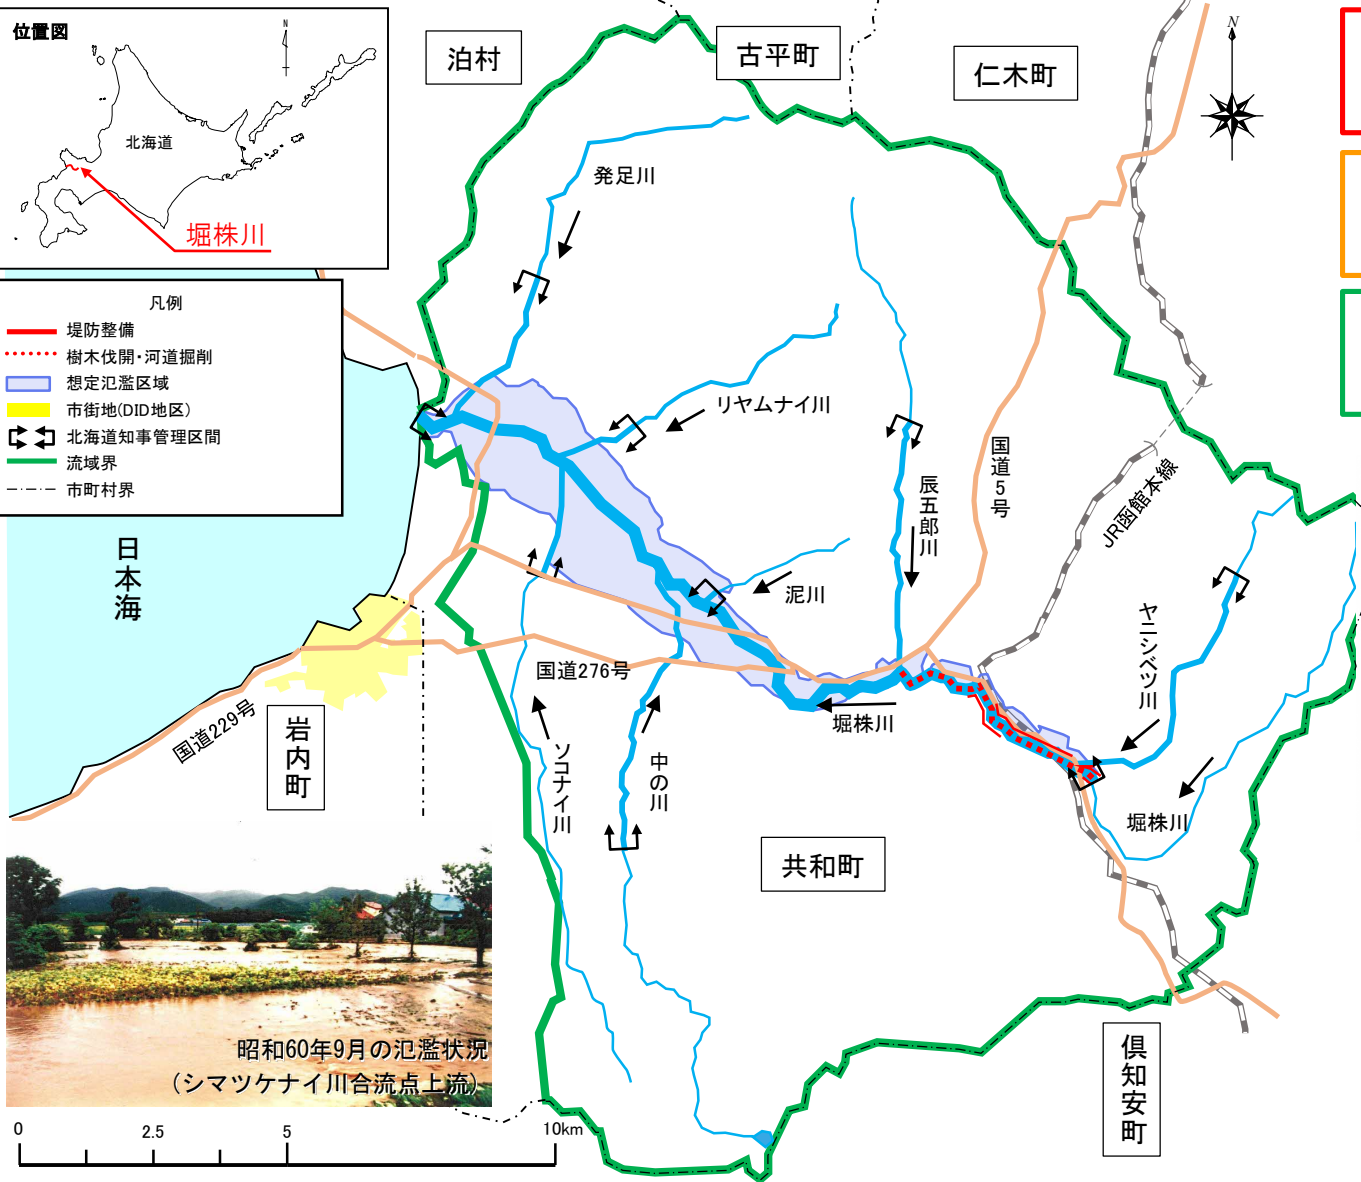 位置図
N
北海道
堀株川
凡例
堤防整備
樹木伐開・河道掘削
想定氾濫区域
市街地(DID地区)
北海道知事管理区間
流域界
市町村界
泊村
古平町
仁木町
N
発足川
リヤムナイ川
辰五郎川
国道5号
JR函館本線
泥川
ヤニシベツ川
日本海
国道276号
堀株川
国道229号
岩内町
ソコナイ川
中の川
堀株川
共和町
倶知安町
昭和60年9月の氾濫状況
(シマツケナイ川合流点上流)
0 2.5 5 10km